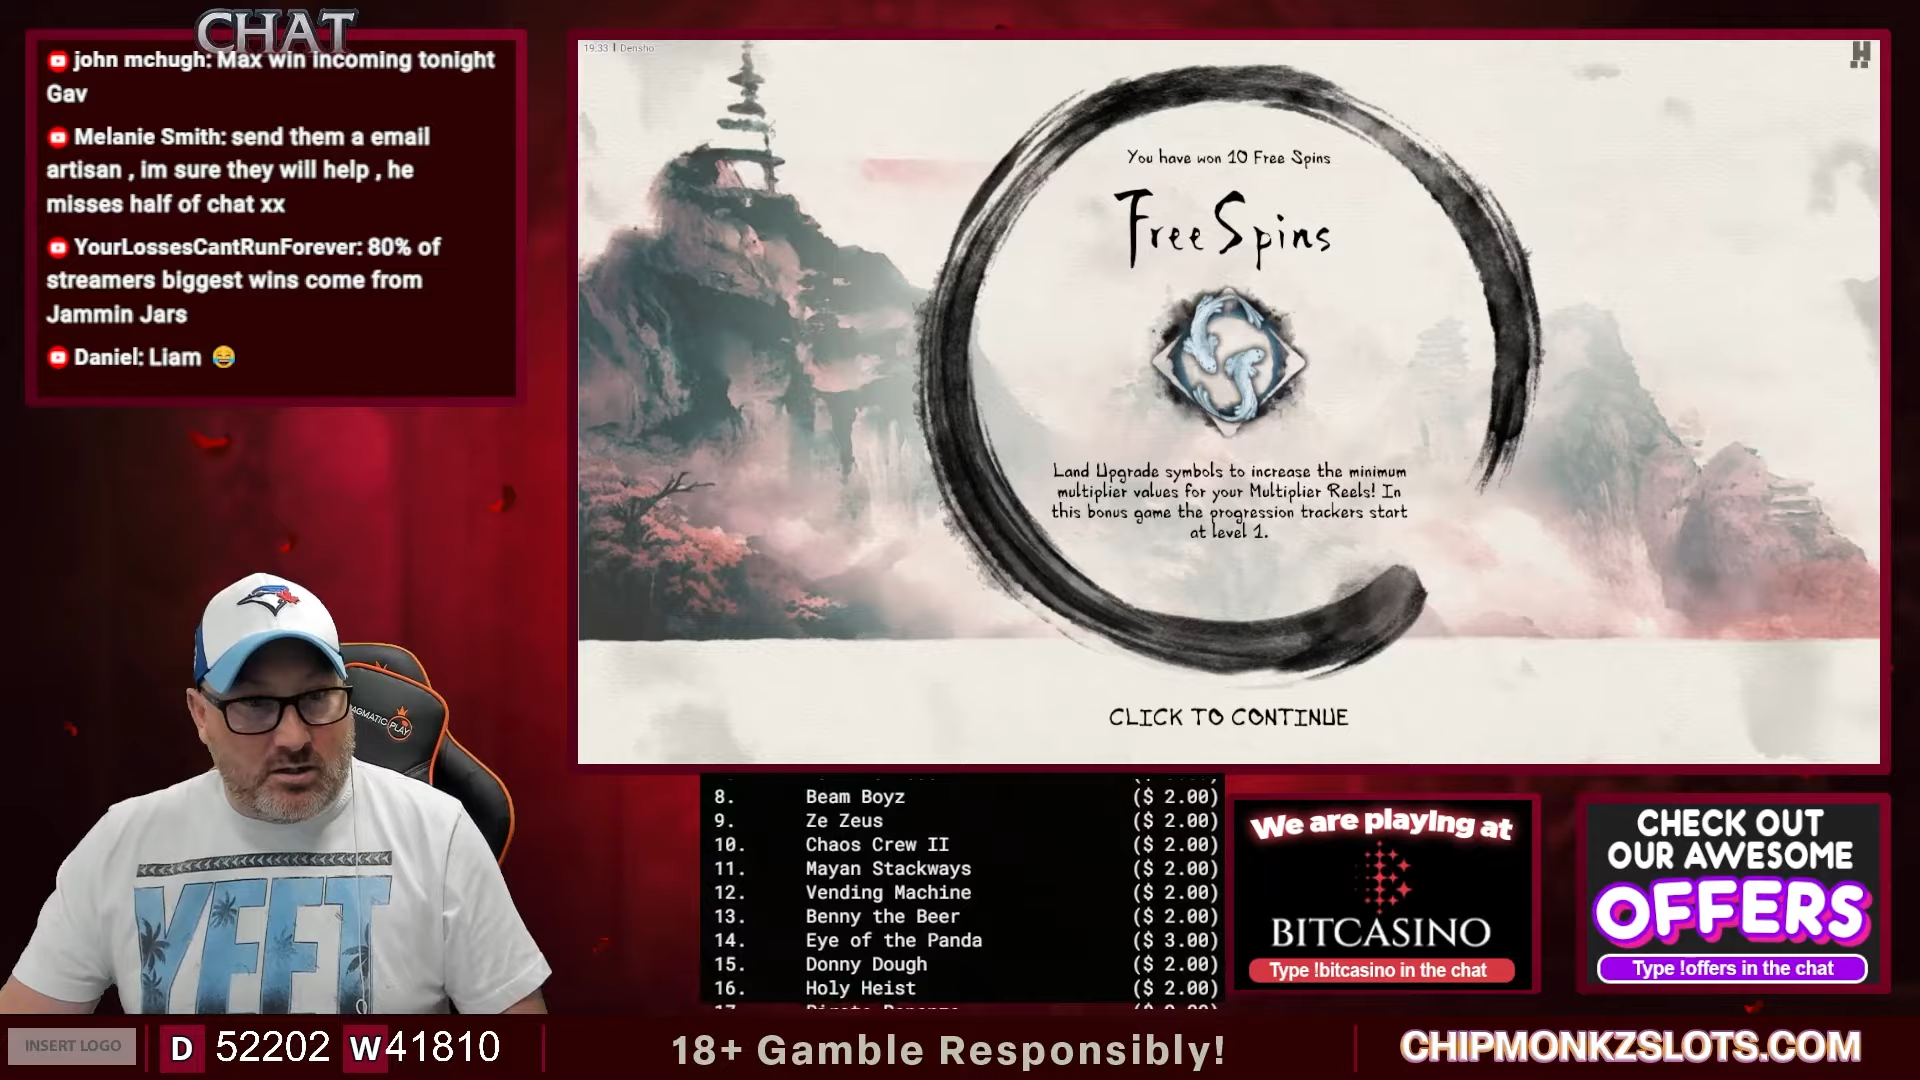 CHAT
john mchugh: Max win incoming tonight
Gav
Melanie Smith: send them a email
artisan , im sure they will help , he
misses half of chat xx
YourLossesCantRunForever: 80% of
streamers biggest wins come from
Jammin Jars
Daniel: Liam 😂
19:33 | Densho
You have won 10 Free Spins
Free Spins
Land Upgrade symbols to increase the minimum
multiplier values for your Multiplier Reels! In
this bonus game the progression trackers start
at level 1.
CLICK TO CONTINUE
PRAGMATIC PLAY
YEET
8. Beam Boyz ($ 2.00)
9. Ze Zeus ($ 2.00)
10. Chaos Crew II ($ 2.00)
11. Mayan Stackways ($ 2.00)
12. Vending Machine ($ 2.00)
13. Benny the Beer ($ 2.00)
14. Eye of the Panda ($ 3.00)
15. Donny Dough ($ 2.00)
16. Holy Heist ($ 2.00)
We are playing at
BITCASINO
Type !bitcasino in the chat
CHECK OUT
OUR AWESOME
OFFERS
Type !offers in the chat
INSERT LOGO
D 52202 W 41810
18+ Gamble Responsibly!
CHIPMONKZSLOTS.COM